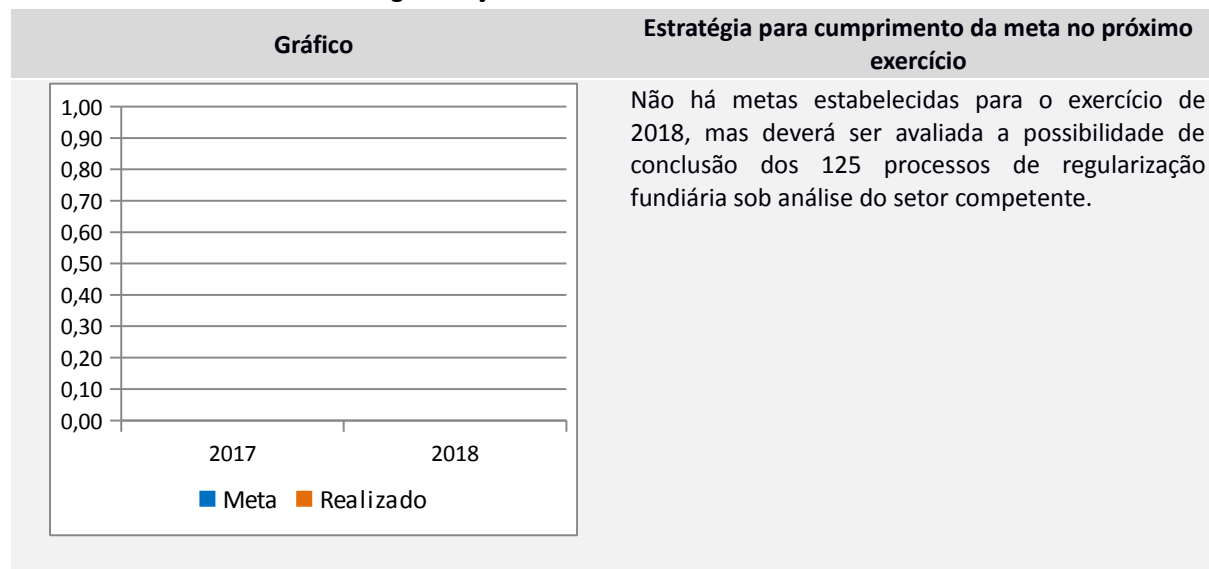 Gráfico
Estratégia para cumprimento da meta no próximo
exercício
1,00
0,90
0,80
0,70
0,60
0,50
0,40
0,30
0,20
0,10
0,00
2017 2018
Meta Realizado
Não há metas estabelecidas para o exercício de
2018, mas deverá ser avaliada a possibilidade de
conclusão dos 125 processos de regularização
fundiária sob análise do setor competente.